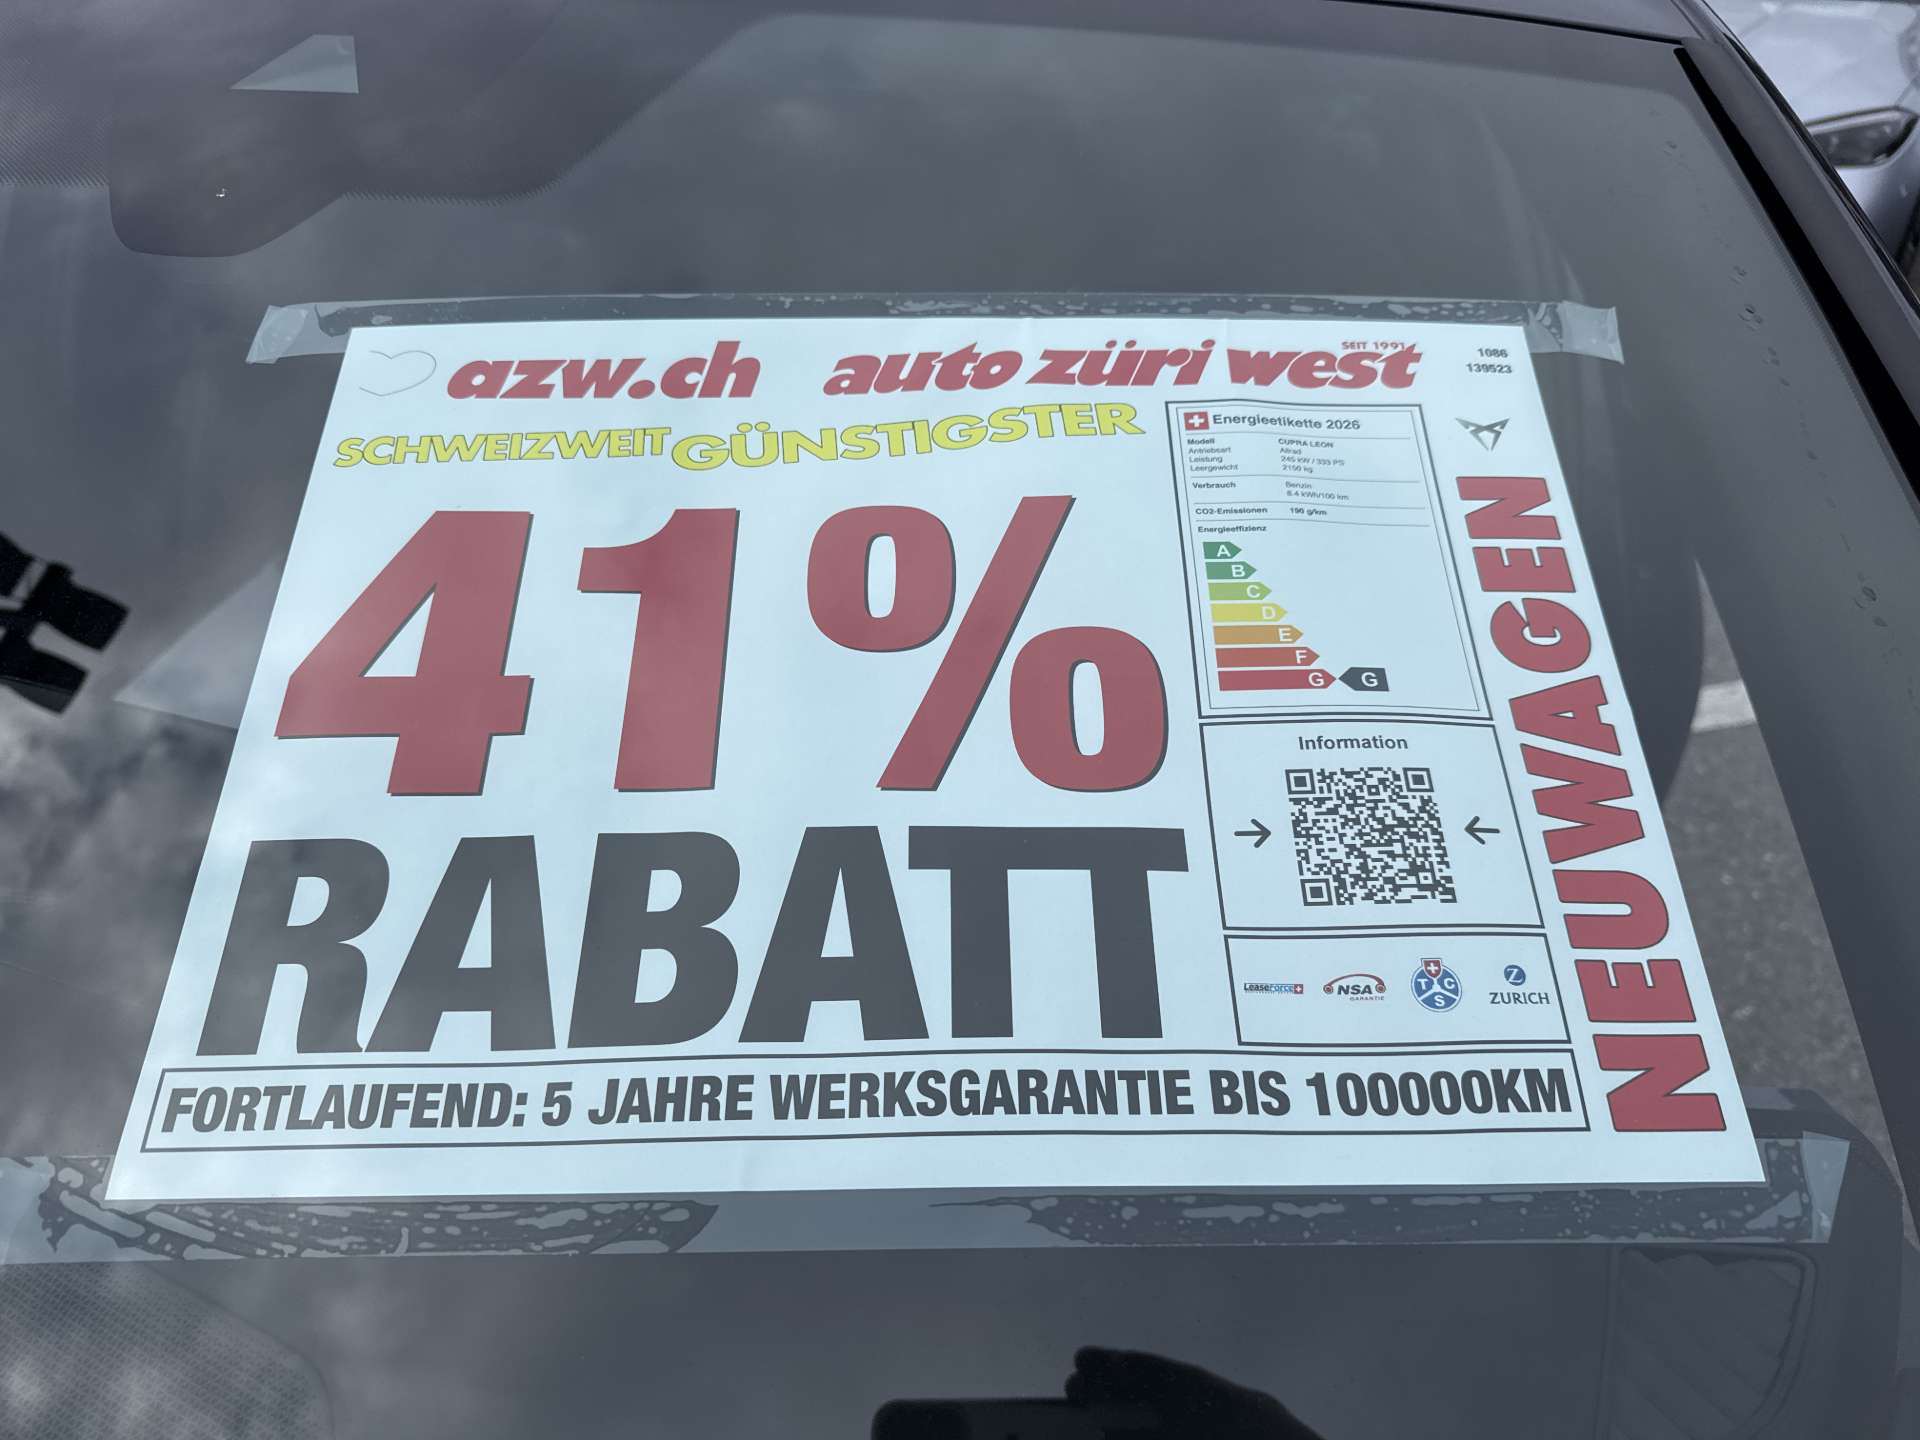 azw.ch auto züri west
SEIT 1991
1086
139523
SCHWEIZWEIT GÜNSTIGSTER
41%
RABATT
FORTLAUFEND: 5 JAHRE WERKSGARANTIE BIS 100000KM
Energieetikette 2026
Modell CUPRA LEON
Antriebsart Allrad
Leistung 245 kW / 333 PS
Leergewicht 2150 kg
Verbrauch Benzin
8.4 kWh/100 km
CO2-Emissionen 190 g/km
Energieeffizienz
A
B
C
D
E
F
G G
Information
→ ←
LeaseForce
NSA
GARANTIE
TCS
Z
ZURICH
NEUWAGEN